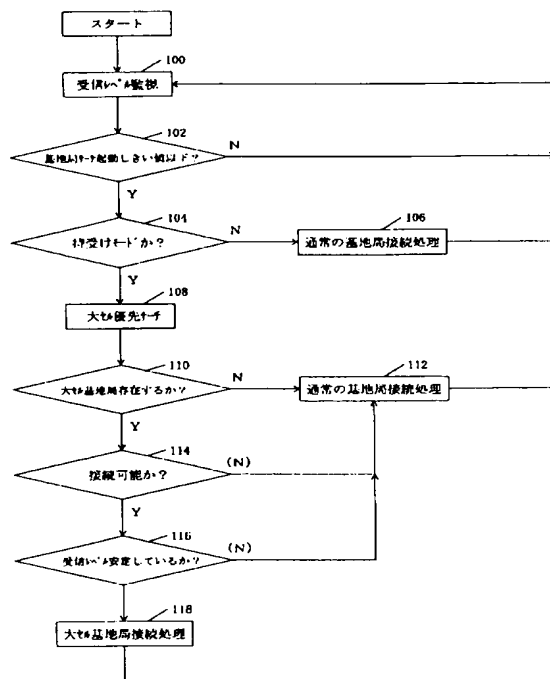 スタート
100
受信ﾚﾍﾞﾙ監視
102
基地局ｻｰﾁ起動しきい値以下?
N
Y
104
待受けﾓｰﾄﾞか?
N
106
通常の基地局接続処理
Y
108
大ｾﾙ優先ｻｰﾁ
110
大ｾﾙ基地局存在するか?
N
112
通常の基地局接続処理
Y
114
接続可能か?
(N)
Y
116
受信ﾚﾍﾞﾙ安定しているか?
(N)
118
大ｾﾙ基地局接続処理